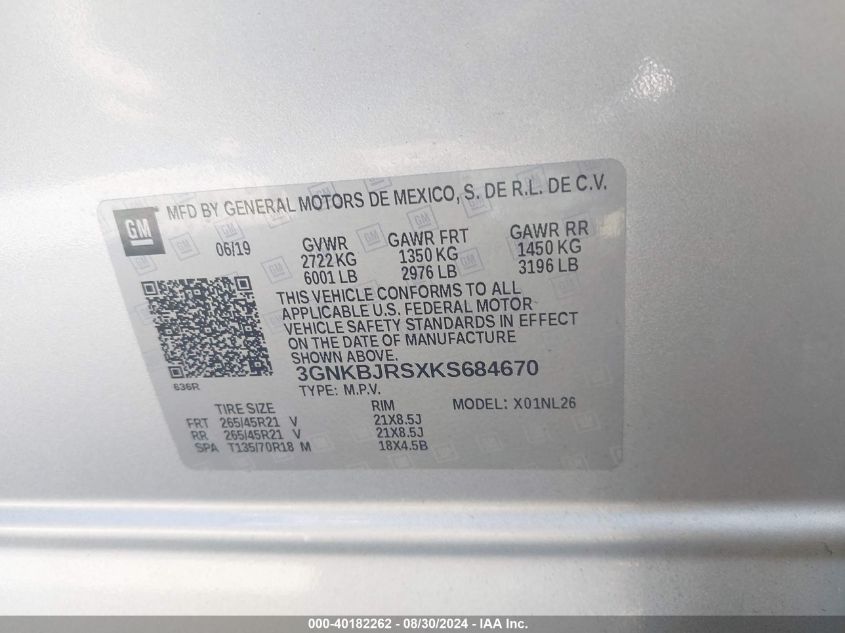 GM
MFD BY GENERAL MOTORS DE MEXICO, S. DE R.L. DE C.V.
06/19 GVWR GAWR FRT GAWR RR
2722 KG 1350 KG 1450 KG
6001 LB 2976 LB 3196 LB
THIS VEHICLE CONFORMS TO ALL
APPLICABLE U.S. FEDERAL MOTOR
VEHICLE SAFETY STANDARDS IN EFFECT
ON THE DATE OF MANUFACTURE
SHOWN ABOVE.
636R
3GNKBJRSXKS684670
TYPE: M.P.V.
TIRE SIZE RIM MODEL: X01NL26
FRT 265/45R21 V 21X8.5J
RR 265/45R21 V 21X8.5J
SPA T135/70R18 M 18X4.5B
000-40182262 - 08/30/2024 - IAA Inc.